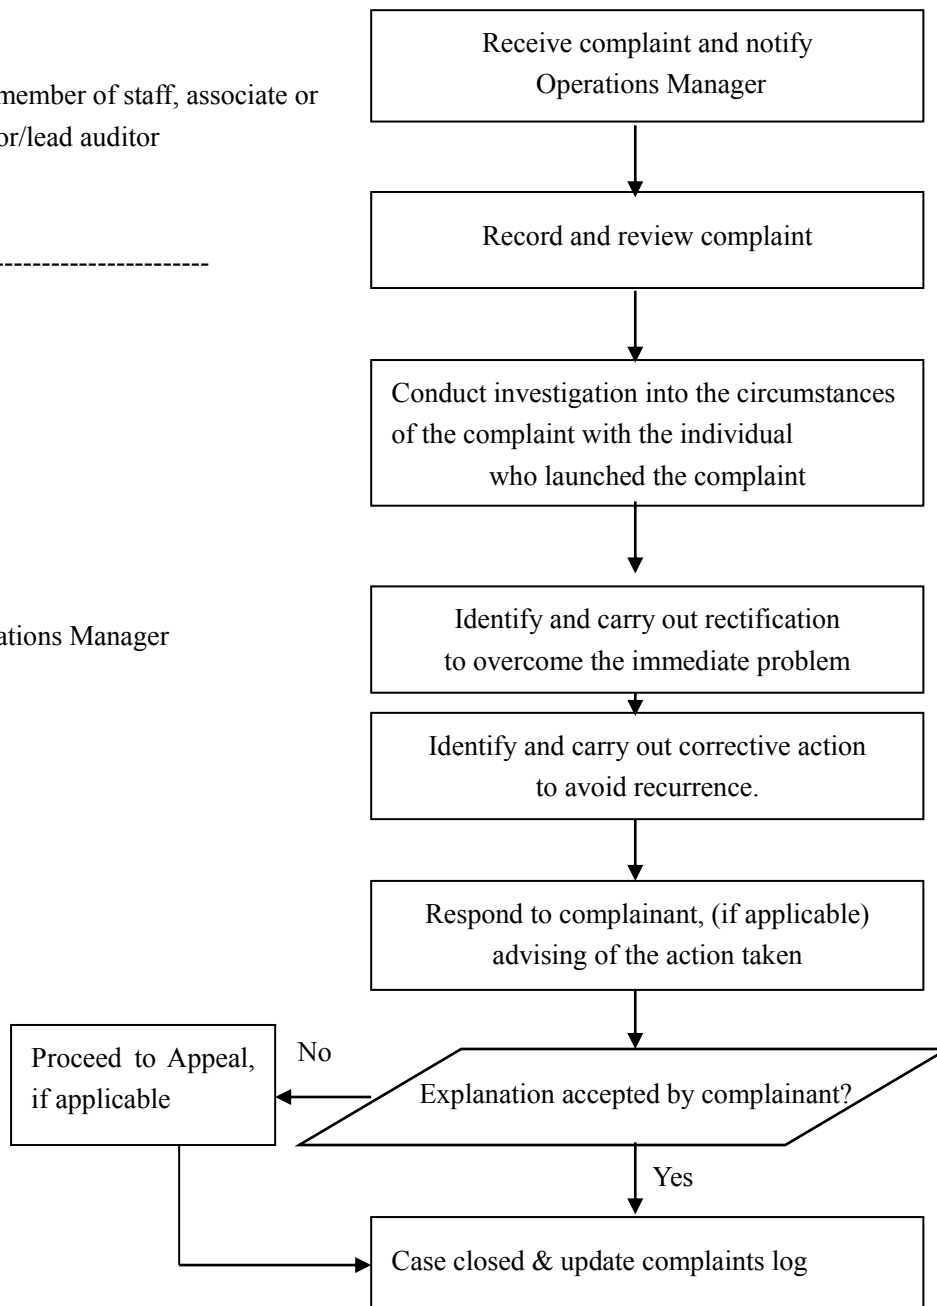 Receive complaint and notify
Operations Manager
member of staff, associate or
or/lead auditor
Record and review complaint
-----------------------
Conduct investigation into the circumstances
of the complaint with the individual
who launched the complaint
Identify and carry out rectification
to overcome the immediate problem
ations Manager
Identify and carry out corrective action
to avoid recurrence.
Respond to complainant, (if applicable)
advising of the action taken
Explanation accepted by complainant?
No
Proceed to Appeal,
if applicable
Yes
Case closed & update complaints log